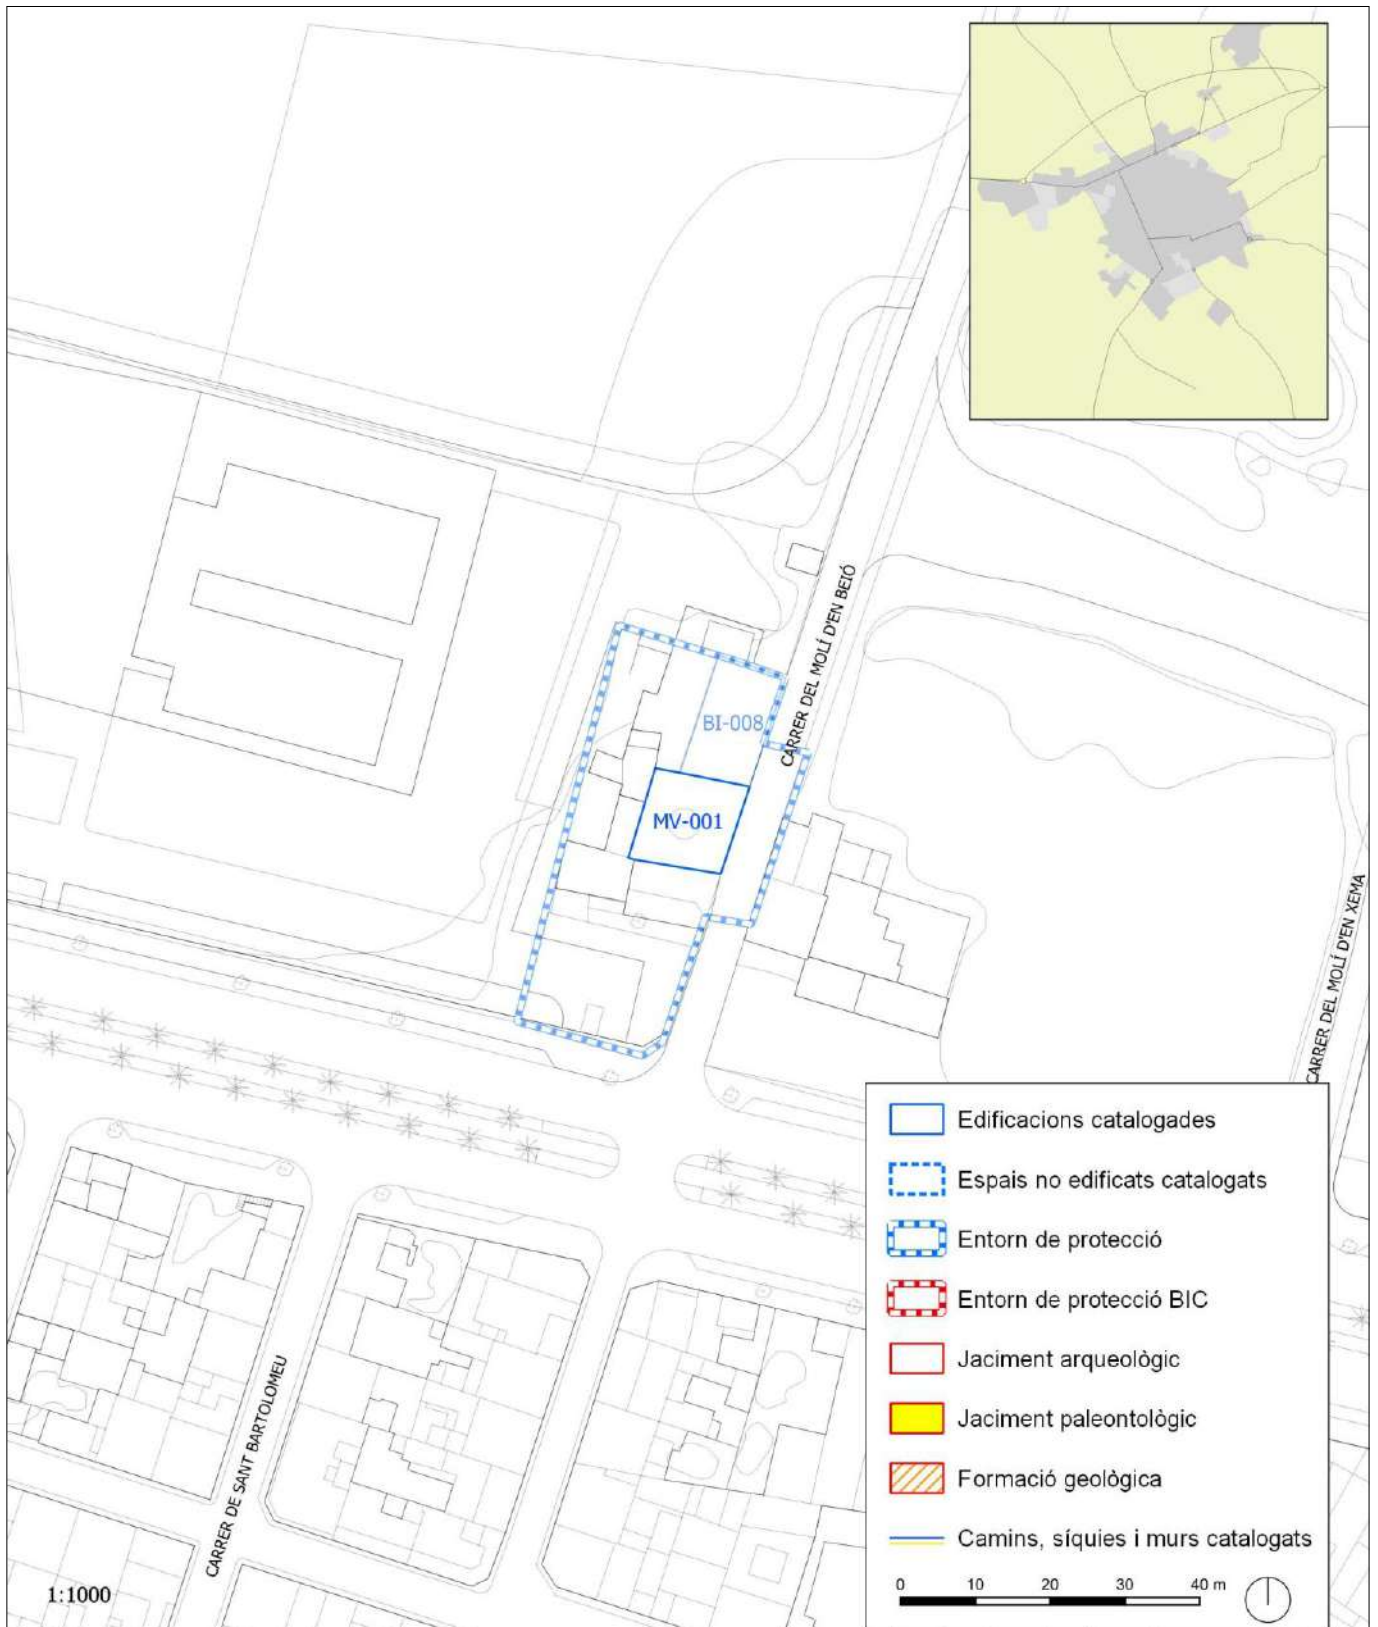 CARRER DEL MOLÍ D'EN BEIÓ
BI-008
MV-001
CARRER DEL MOLÍ D'EN XEMA
CARRER DE SANT BARTOLOMEU
1:1000
Edificacions catalogades
Espais no edificats catalogats
Entorn de protecció
Entorn de protecció BIC
Jaciment arqueològic
Jaciment paleontològic
Formació geològica
Camins, síquies i murs catalogats
0 10 20 30 40 m